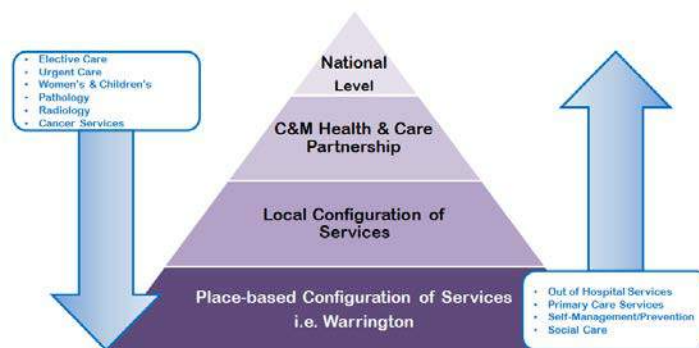 • Elective Care
• Urgent Care
• Women's & Children's
• Pathology
• Radiology
• Cancer Services
National
Level
C&M Health & Care
Partnership
Local Configuration of
Services
Place-based Configuration of Services
i.e. Warrington
• Out of Hospital Services
• Primary Care Services
• Self-Management/Prevention
• Social Care